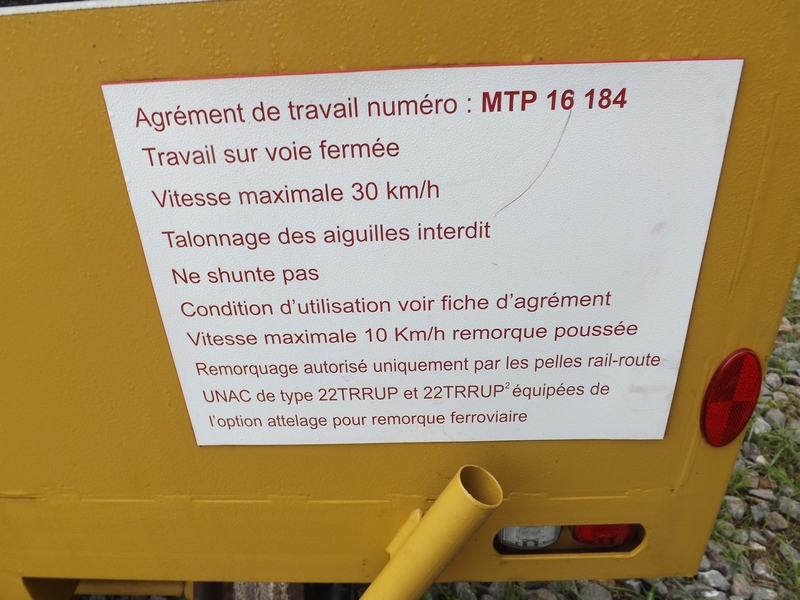 Agrément de travail numéro : MTP 16 184
Travail sur voie fermée
Vitesse maximale 30 km/h
Talonnage des aiguilles interdit
Ne shunte pas
Condition d'utilisation voir fiche d'agrément
Vitesse maximale 10 Km/h remorque poussée
Remorquage autorisé uniquement par les pelles rail-route
UNAC de type 22TRRUP et 22TRRUP² équipées de
l'option attelage pour remorque ferroviaire